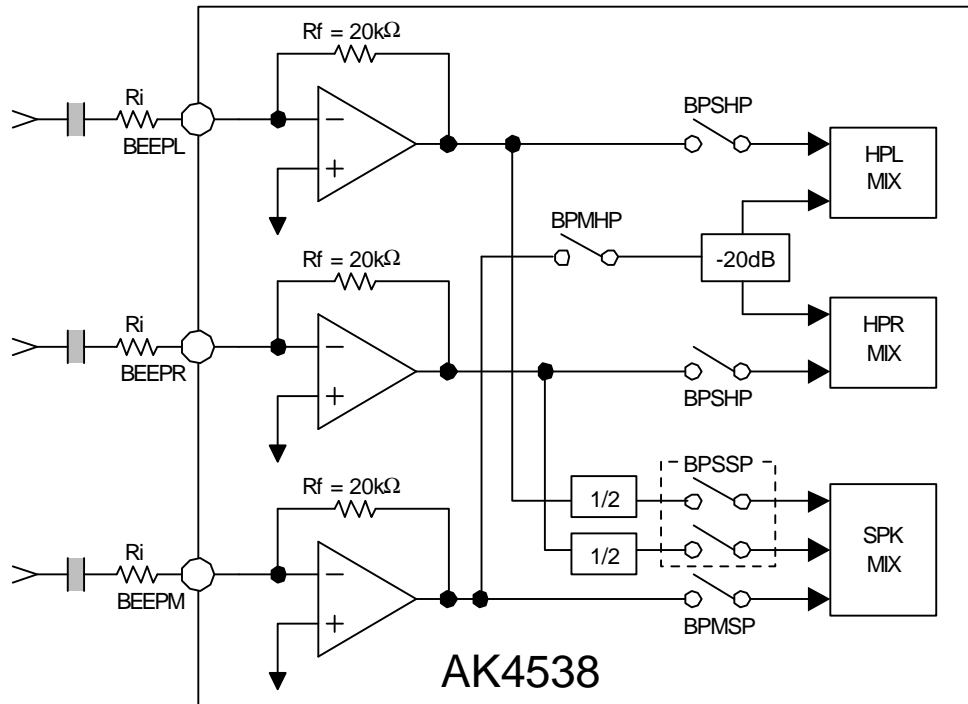 Rf = 20kΩ
Ri
BEEPL
−
+
BPSHP
HPL
MIX
BPMHP
-20dB
Rf = 20kΩ
Ri
BEEPR
−
+
HPR
MIX
BPSHP
BPSSP
1/2
1/2
SPK
MIX
Rf = 20kΩ
Ri
BEEPM
−
+
BPMSP
AK4538